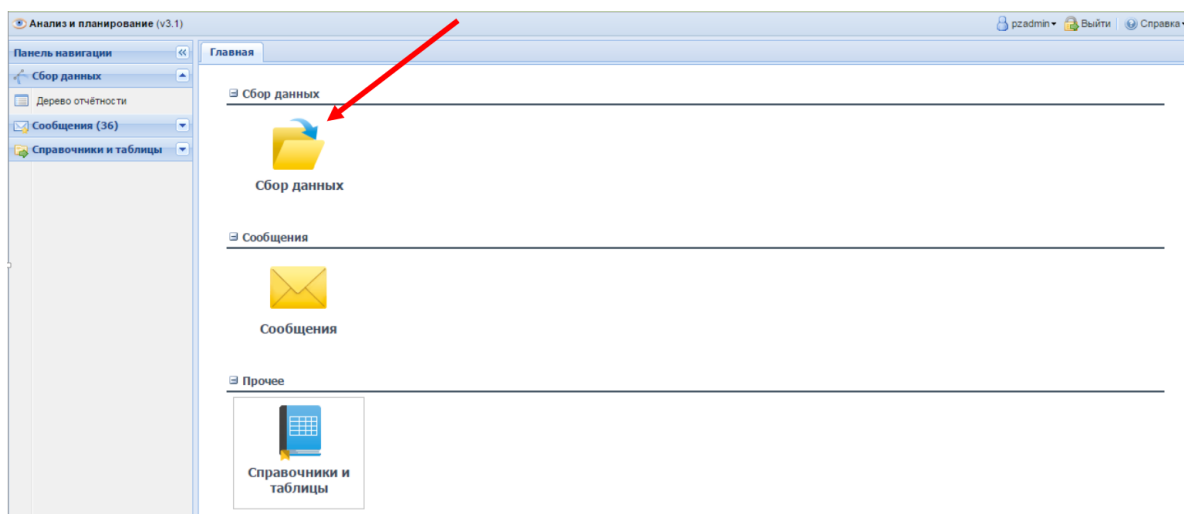 Анализ и планирование (v3.1)
pzadmin
Выйти
Справка
Панель навигации
Главная
Сбор данных
Дерево отчётности
Сообщения (36)
Справочники и таблицы
Сбор данных
Сбор данных
Сообщения
Сообщения
Прочее
Справочники и
таблицы